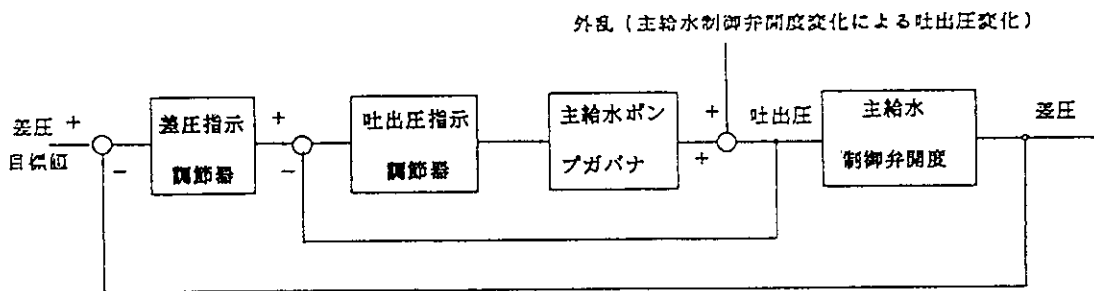 外乱（主給水制御弁開度変化による吐出圧変化）
差圧
目標値
+
−
差圧指示
調節器
+
−
吐出圧指示
調節器
主給水ポン
プガバナ
+
+
吐出圧
主給水
制御弁開度
差圧